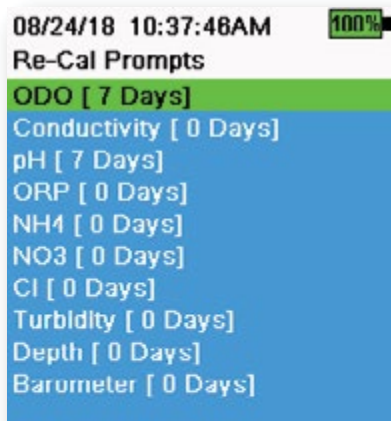 08/24/18 10:37:46AM 100%
Re-Cal Prompts
ODO [ 7 Days]
Conductivity [ 0 Days]
pH [ 7 Days]
ORP [ 0 Days]
NH4 [ 0 Days]
NO3 [ 0 Days]
Cl [ 0 Days]
Turbidity [ 0 Days]
Depth [ 0 Days]
Barometer [ 0 Days]